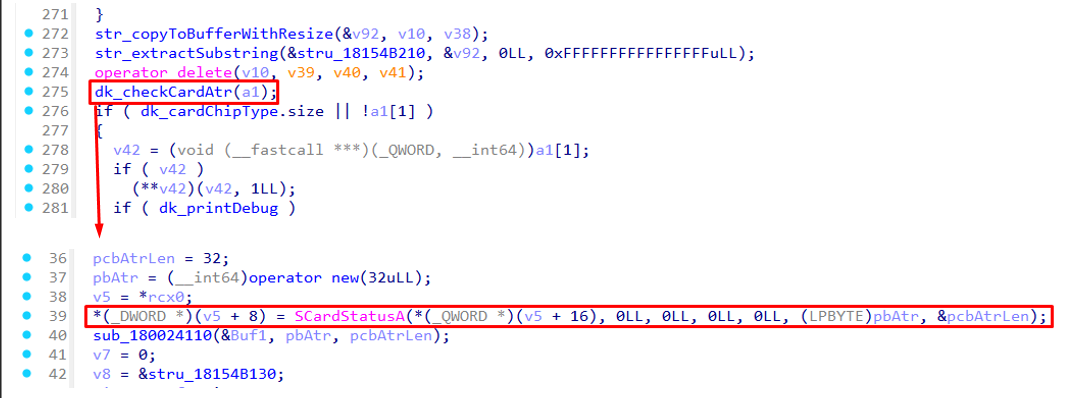 271 }
272 str_copyToBufferWithResize(&v92, v10, v38);
273 str_extractSubstring(&stru_18154B210, &v92, 0LL, 0xFFFFFFFFFFFFFFFFuLL);
274 operator delete(v10, v39, v40, v41);
275 dk_checkCardAtr(a1);
276 if ( dk_cardChipType.size || !a1[1] )
277 {
278 v42 = (void (__fastcall ***)(_QWORD, __int64))a1[1];
279 if ( v42 )
280 (**v42)(v42, 1LL);
281 if ( dk_printDebug )
36 pcbAtrLen = 32;
37 pbAtr = (__int64)operator new(32uLL);
38 v5 = *rcx0;
39 *(_DWORD *)(v5 + 8) = SCardStatusA(*(_QWORD *)(v5 + 16), 0LL, 0LL, 0LL, 0LL, (LPBYTE)pbAtr, &pcbAtrLen);
40 sub_180024110(&Buf1, pbAtr, pcbAtrLen);
41 v7 = 0;
42 v8 = &stru_18154B130;